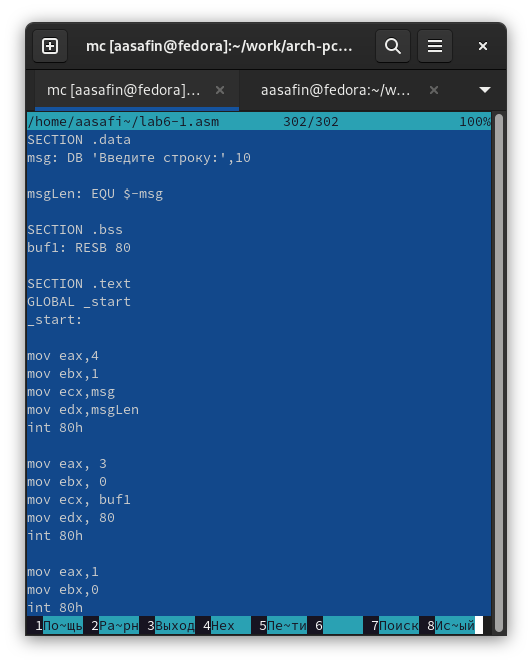 mc [aasafin@fedora]:~/work/arch-pc...
mc [aasafin@fedora]:... aasafin@fedora:~/w...
/home/aasafi~/lab6-1.asm 302/302 100%
SECTION .data
msg: DB 'Введите строку:',10
msgLen: EQU $-msg
SECTION .bss
buf1: RESB 80
SECTION .text
GLOBAL _start
_start:
mov eax,4
mov ebx,1
mov ecx,msg
mov edx,msgLen
int 80h
mov eax, 3
mov ebx, 0
mov ecx, buf1
mov edx, 80
int 80h
mov eax,1
mov ebx,0
int 80h
1По~щь 2Ра~рн 3Выход 4Hex 5Пе~ти 6 7Поиск 8Ис~ый